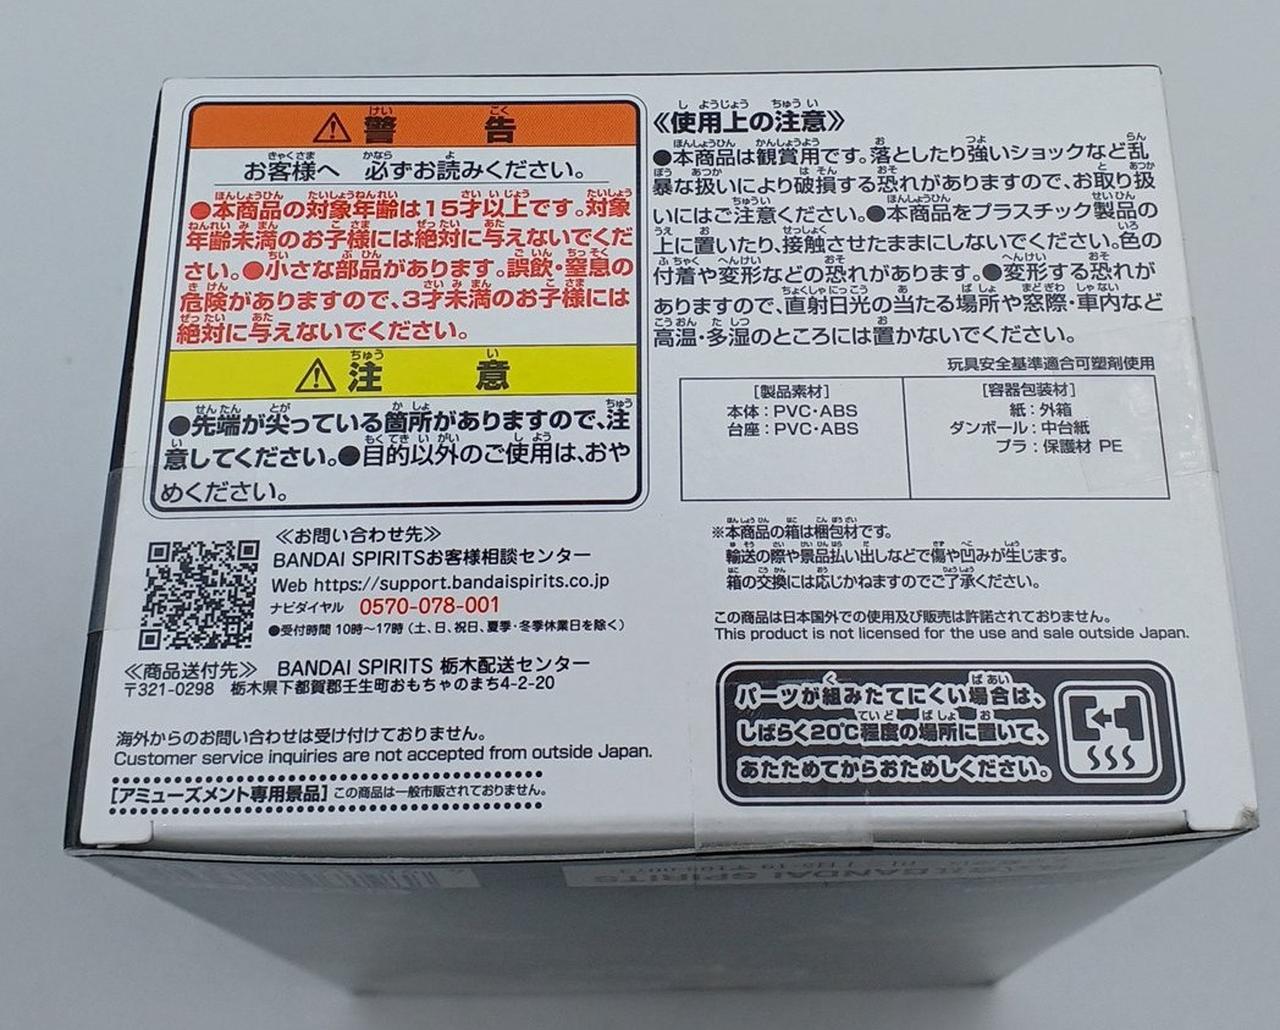 警告
お客様へ 必ずお読みください。
●本商品の対象年齢は15才以上です。対象
年齢未満のお子様には絶対に与えないでくだ
さい。●小さな部品があります。誤飲・窒息の
危険がありますので、3才未満のお子様には
絶対に与えないでください。
注意
●先端が尖っている箇所がありますので、注
意してください。●目的以外のご使用は、おや
めください。
≪お問い合わせ先≫
BANDAI SPIRITSお客様相談センター
Web https://support.bandaispirits.co.jp
ナビダイヤル 0570-078-001
●受付時間 10時〜17時(土、日、祝日、夏季・冬季休業日を除く)
≪商品送付先≫ BANDAI SPIRITS 栃木配送センター
〒321-0298 栃木県下都賀郡壬生町おもちゃのまち4-2-20
海外からのお問い合わせは受け付けておりません。
Customer service inquiries are not accepted from outside Japan.
[アミューズメント専用景品] この商品は一般市販されておりません。
≪使用上の注意≫
●本商品は観賞用です。落としたり強いショックなど乱
暴な扱いにより破損する恐れがありますので、お取り扱
いにはご注意ください。●本商品をプラスチック製品の
上に置いたり、接触させたままにしないでください。色の
付着や変形などの恐れがあります。●変形する恐れが
ありますので、直射日光の当たる場所や窓際・車内など
高温・多湿のところには置かないでください。
玩具安全基準適合可塑剤使用
[製品素材]
本体：PVC・ABS
台座：PVC・ABS
[容器包装材]
紙：外箱
ダンボール：中台紙
プラ：保護材 PE
※本商品の箱は梱包材です。
輸送の際や景品払い出しなどで傷や凹みが生じます。
箱の交換には応じかねますのでご了承ください。
この商品は日本国外での使用及び販売は許諾されておりません。
This product is not licensed for the use and sale outside Japan.
パーツが組みたてにくい場合は、
しばらく20℃程度の場所に置いて、
あたためてからおためしください。
BANDAI SPIRITS